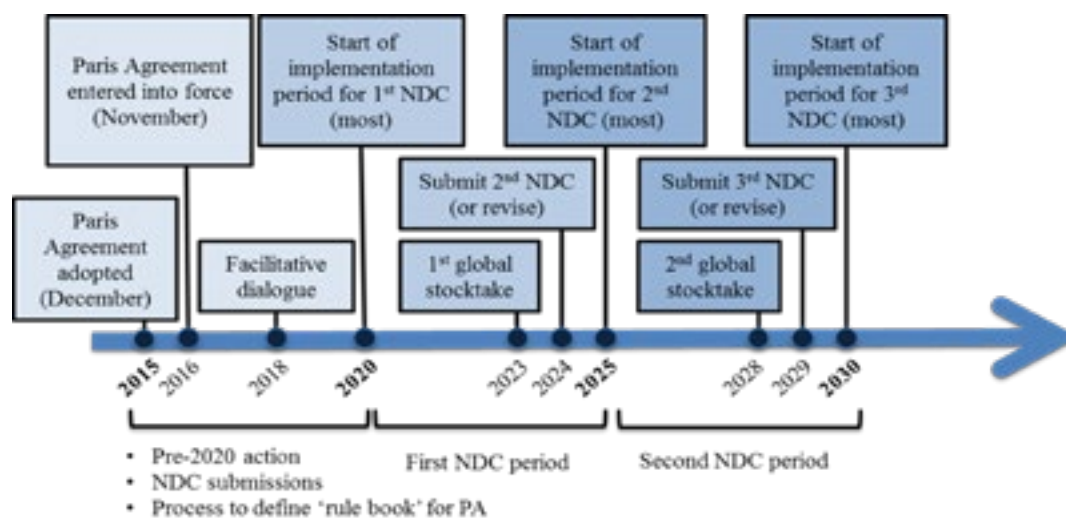 Paris Agreement
entered into force
(November)
Start of
implementation
period for 1st NDC
(most)
Start of
implementation
period for 2nd
NDC (most)
Start of
implementation
period for 3rd
NDC (most)
Submit 2nd NDC
(or revise)
Submit 3rd NDC
(or revise)
Paris
Agreement
adopted
(December)
Facilitative
dialogue
1st global
stocktake
2nd global
stocktake
2015
2016
2018
2020
2023
2024
2025
2028
2029
2030
• Pre-2020 action
• NDC submissions
• Process to define ‘rule book’ for PA
First NDC period
Second NDC period